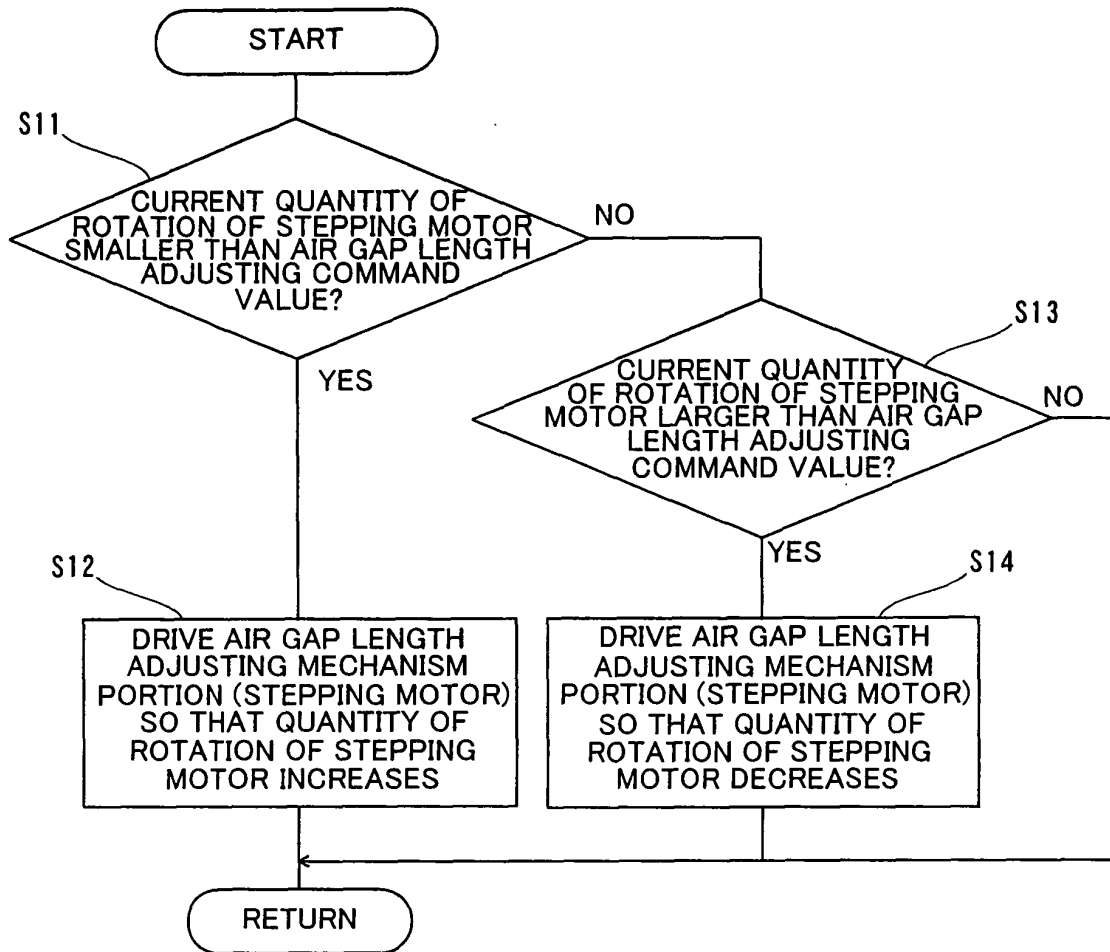 START
S11
CURRENT QUANTITY OF
ROTATION OF STEPPING MOTOR
SMALLER THAN AIR GAP LENGTH
ADJUSTING COMMAND
VALUE?
NO
YES
S13
CURRENT QUANTITY
OF ROTATION OF STEPPING
MOTOR LARGER THAN AIR GAP
LENGTH ADJUSTING
COMMAND VALUE?
NO
YES
S12
DRIVE AIR GAP LENGTH
ADJUSTING MECHANISM
PORTION (STEPPING MOTOR)
SO THAT QUANTITY OF
ROTATION OF STEPPING
MOTOR INCREASES
S14
DRIVE AIR GAP LENGTH
ADJUSTING MECHANISM
PORTION (STEPPING MOTOR)
SO THAT QUANTITY OF
ROTATION OF STEPPING
MOTOR DECREASES
RETURN